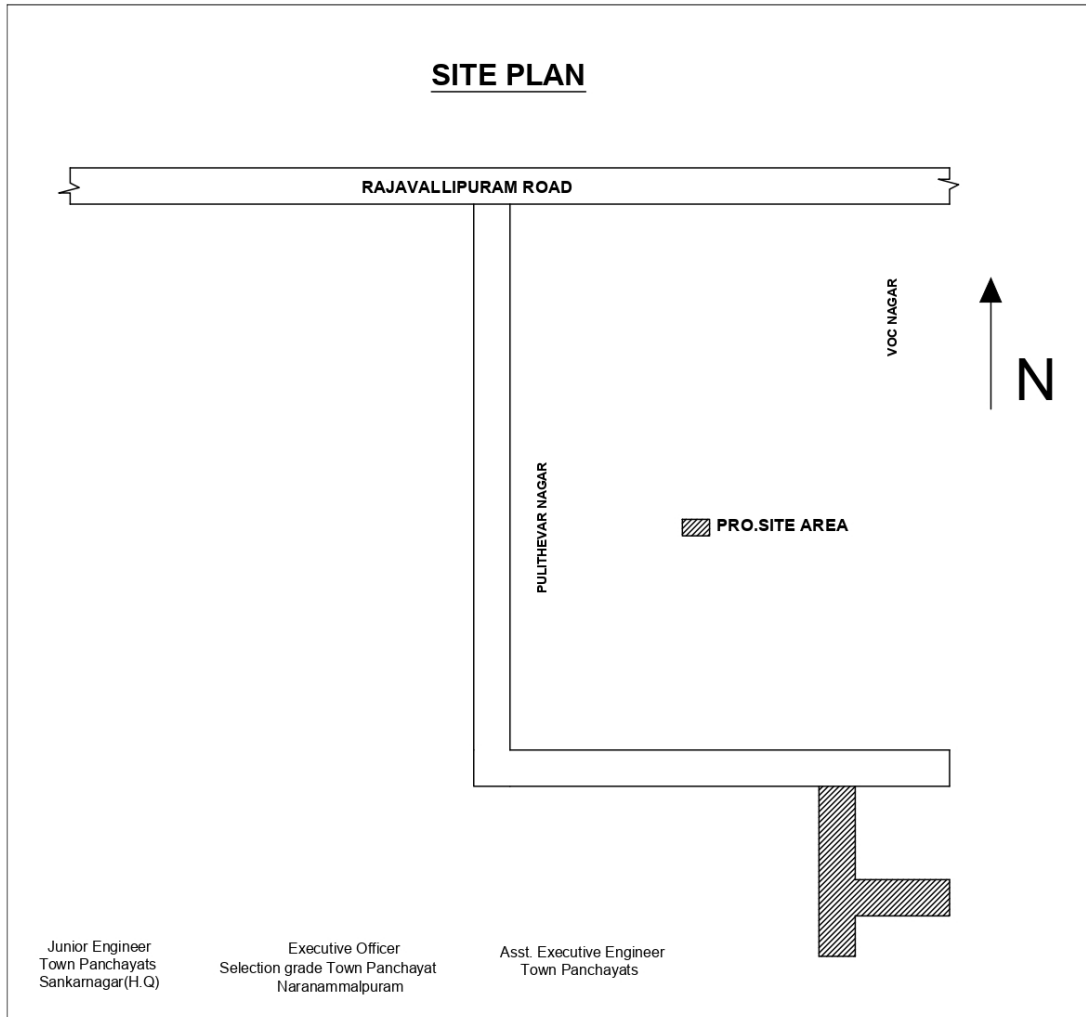 SITE PLAN
RAJAVALLIPURAM ROAD
VOC NAGAR
N
PULITHEVAR NAGAR
PRO.SITE AREA
Junior Engineer
Town Panchayats
Sankarnagar(H.Q)
Executive Officer
Selection grade Town Panchayat
Naranammalpuram
Asst. Executive Engineer
Town Panchayats